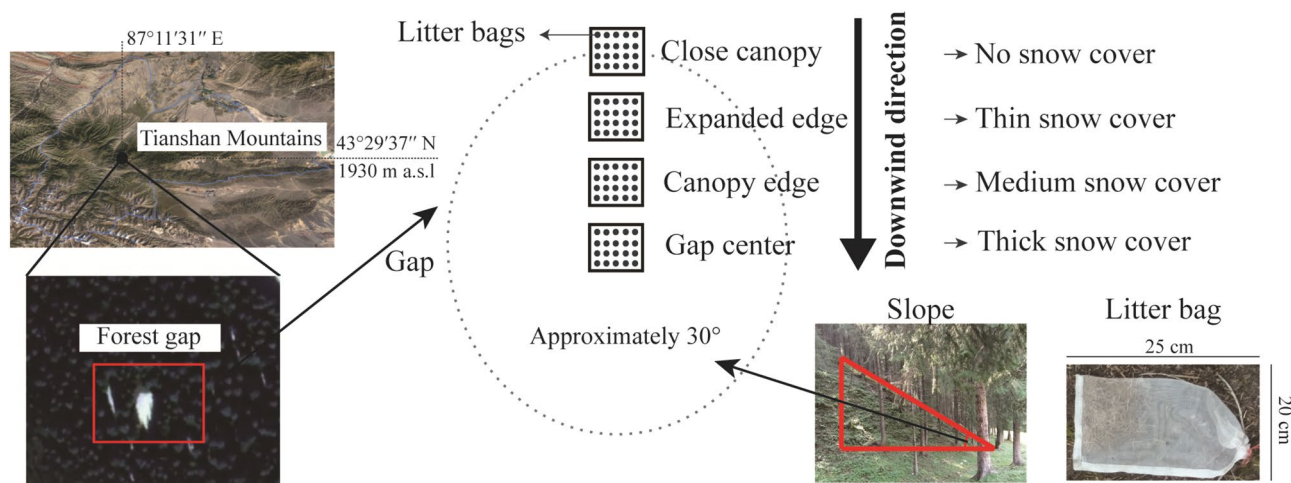 87°11′31″ E
Tianshan Mountains
43°29′37″ N
1930 m a.s.l
Forest gap
Gap
Litter bags
Close canopy
Expanded edge
Canopy edge
Gap center
Approximately 30°
Downwind direction
No snow cover
Thin snow cover
Medium snow cover
Thick snow cover
Slope
Litter bag
25 cm
20 cm